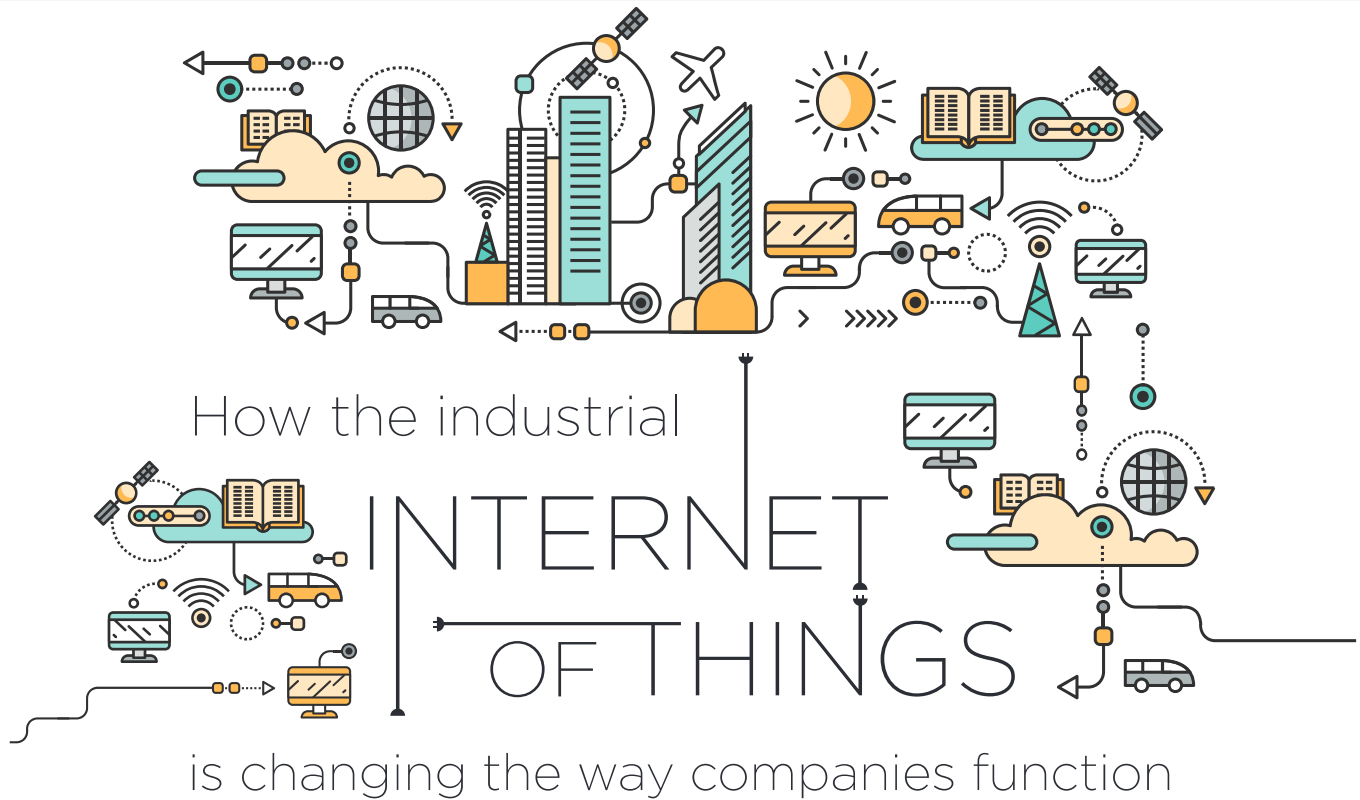 How the industrial
INTERNET
OF THINGS
is changing the way companies function